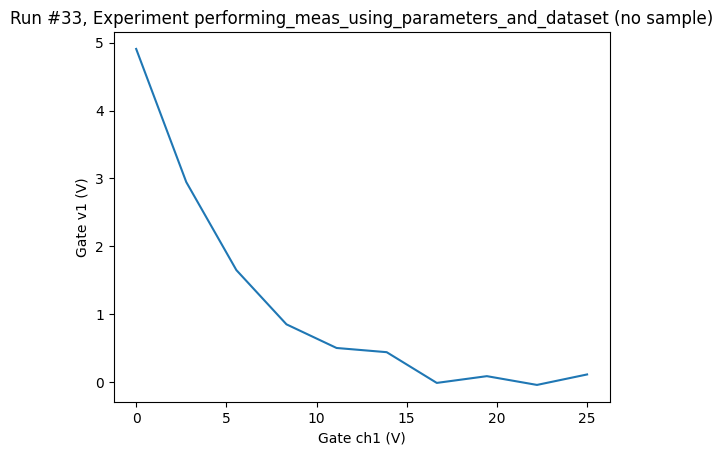 Run #33, Experiment performing_meas_using_parameters_and_dataset (no sample)
5
4
3
2
1
0
Gate v1 (V)
0 5 10 15 20 25
Gate ch1 (V)